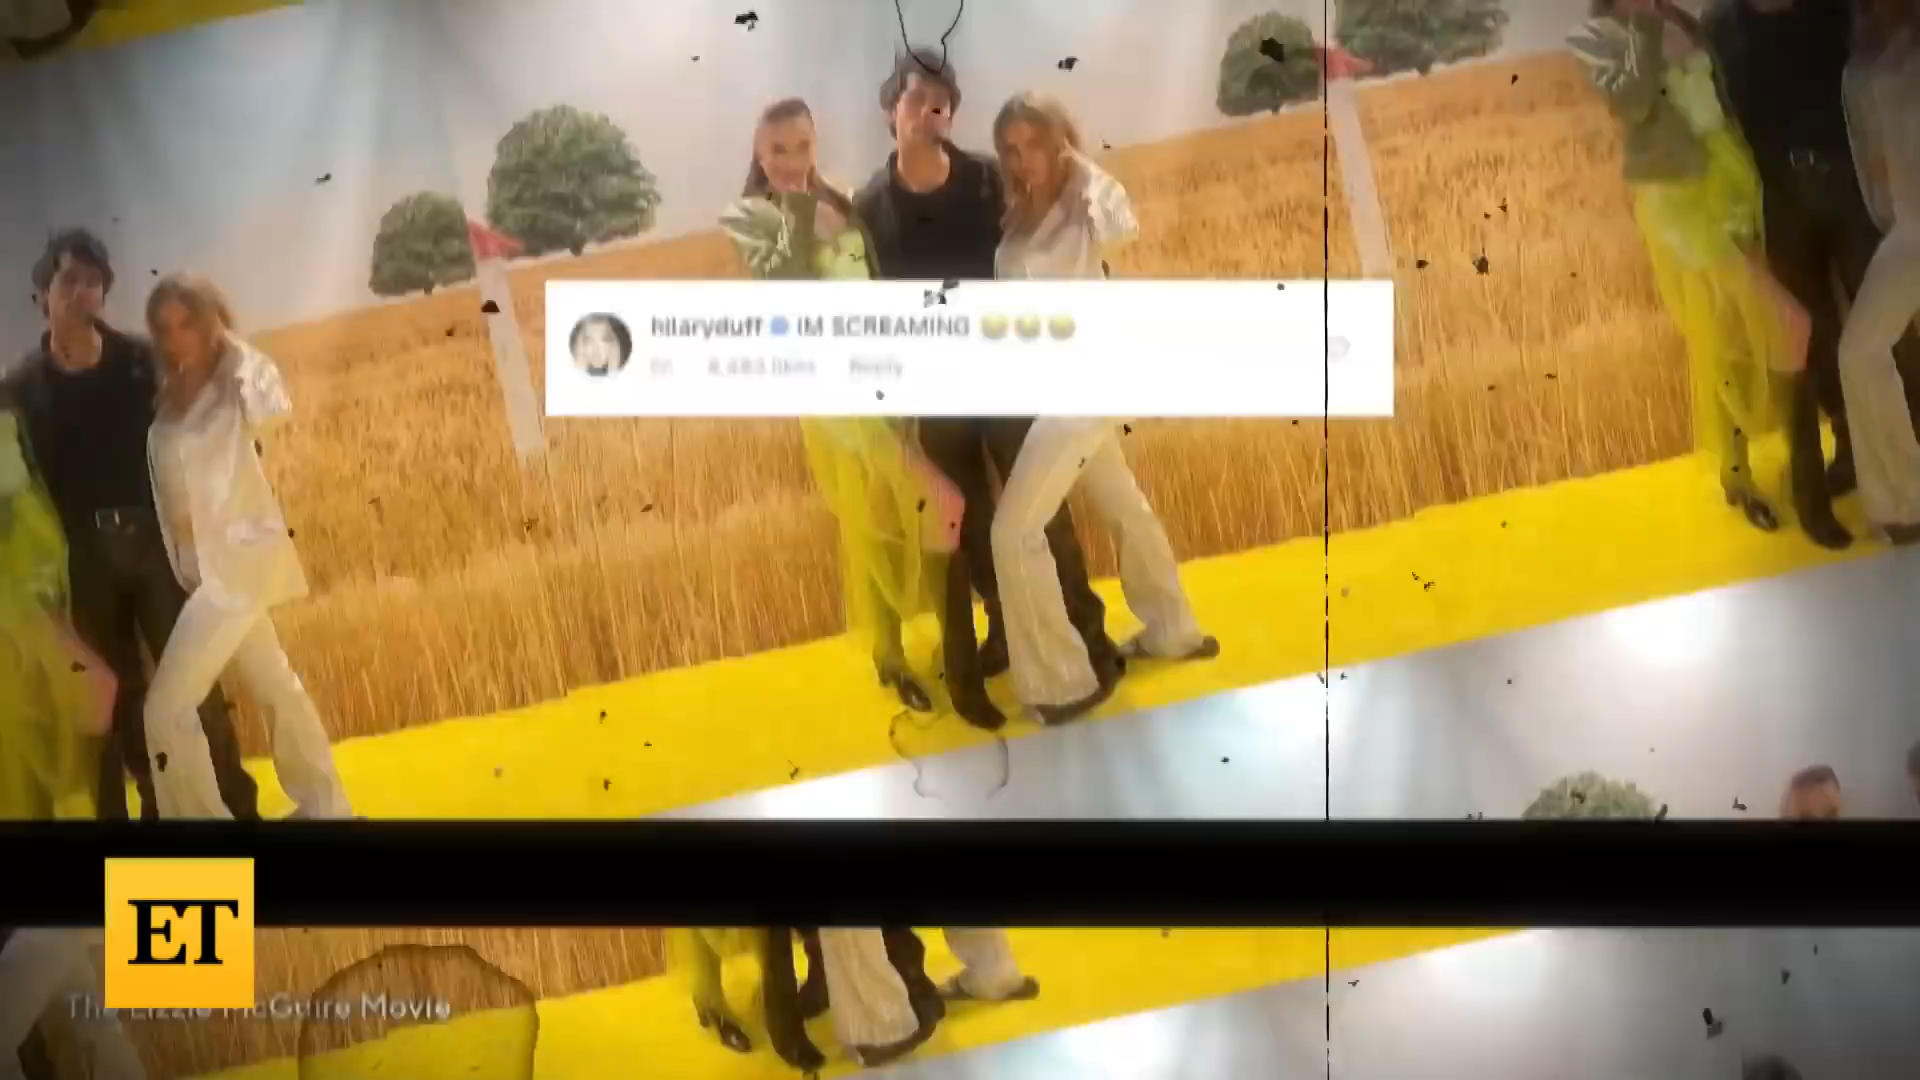 hilaryduff IM SCREAMING 😂😂😂
Reply
ET
The Lizzie McGuire Movie